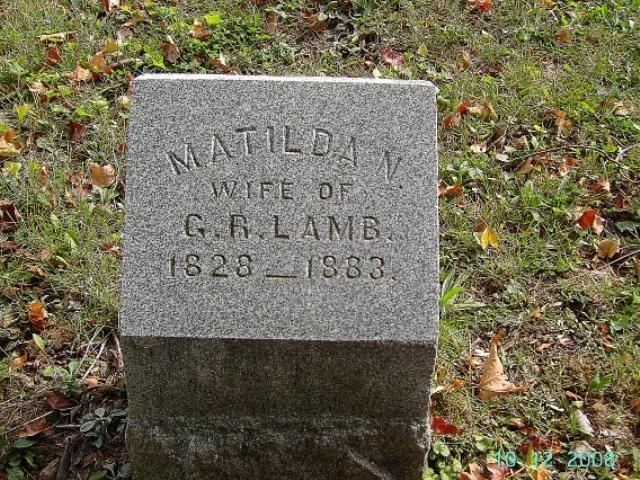 MATILDA N.
WIFE OF
G.R.LAMB.
1828—1883.
10 12 2008